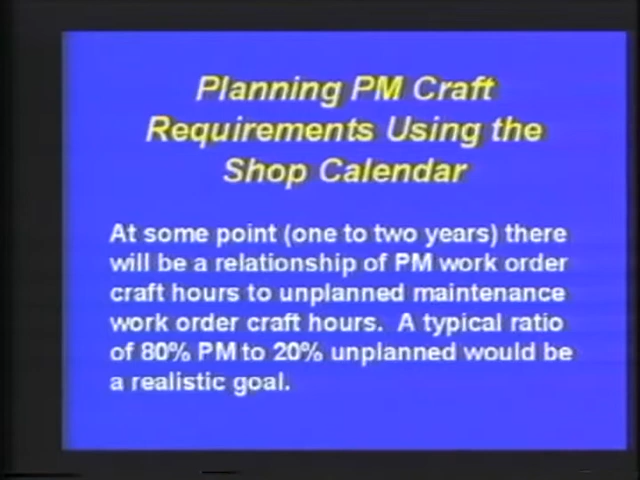 Planning PM Craft
Requirements Using the
Shop Calendar
At some point (one to two years) there
will be a relationship of PM work order
craft hours to unplanned maintenance
work order craft hours.  A typical ratio
of 80% PM to 20% unplanned would be
a realistic goal.